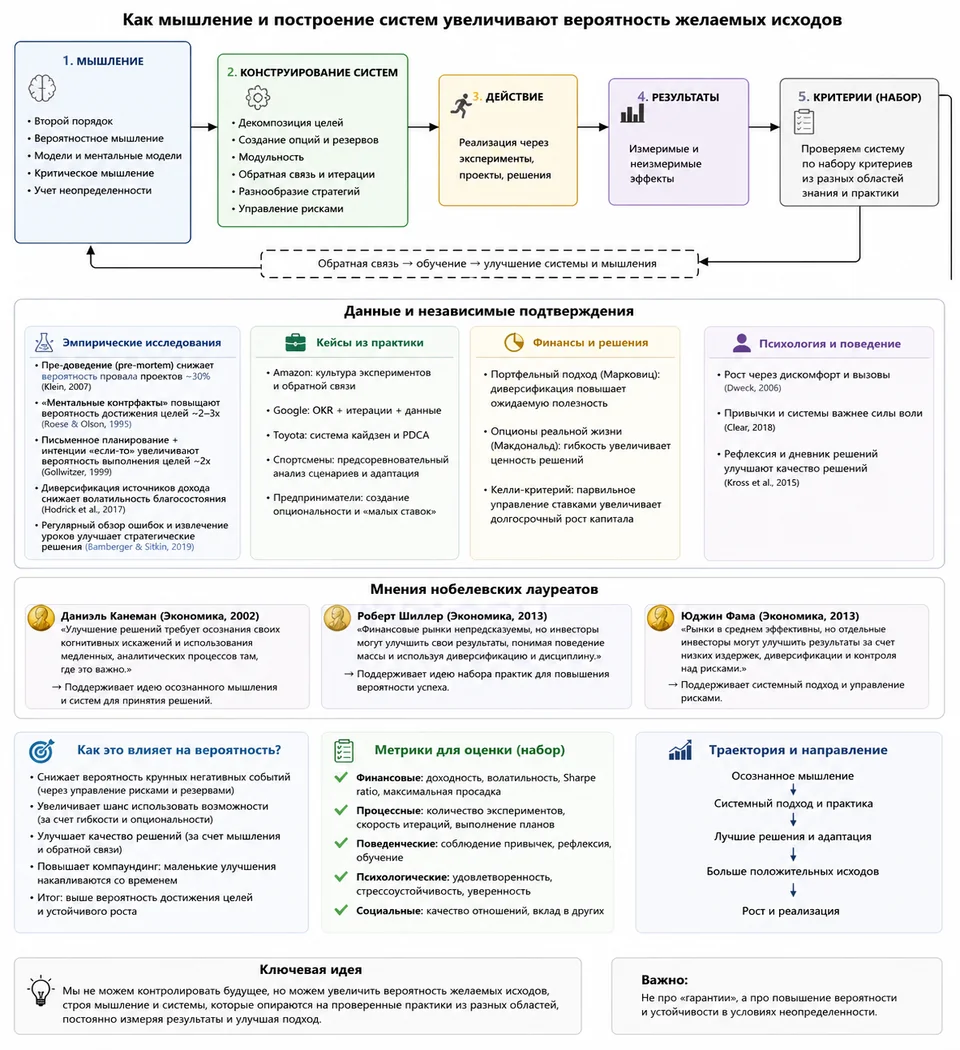 Как мышление и построение систем увеличивают вероятность желаемых исходов
1. МЫШЛЕНИЕ
• Второй порядок
• Вероятностное мышление
• Модели и ментальные модели
• Критическое мышление
• Учет неопределенности
2. КОНСТРУИРОВАНИЕ СИСТЕМ
• Декомпозиция целей
• Создание опций и резервов
• Модульность
• Обратная связь и итерации
• Разнообразие стратегий
• Управление рисками
3. ДЕЙСТВИЕ
Реализация через
эксперименты,
проекты, решения
4. РЕЗУЛЬТАТЫ
Измеримые и
неизмеримые
эффекты
5. КРИТЕРИИ (НАБОР)
Проверяем систему
по набору критериев
из разных областей
знания и практики
Обратная связь → обучение → улучшение системы и мышления
Данные и независимые подтверждения
Эмпирические исследования
• Пре-доведение (pre-mortem) снижает
вероятность провала проектов ~30%
(Klein, 2007)
• «Ментальные контрфакты» повыщают
вероятность достижения целей ~2–3x
(Roese & Olson, 1995)
• Письменное планирование +
интенции «если-то» увеличивают
вероятность выполнения целей ~2x
(Gollwitzer, 1999)
• Диверсификация источников дохода
снижает волатильность благосостояния
(Hodrick et al., 2017)
• Регулярный обзор ошибок и извлечение
уроков улучшает стратегические
решения (Bamberger & Sitkin, 2019)
Кейсы из практики
• Amazon: культура экспериментов
и обратной связи
• Google: OKR + итерации + данные
• Toyota: система кайдзен и PDCA
• Спортсмены: предсоревновательный
анализ сценариев и адаптация
• Предприниматели: создание
опциональности и «малых ставок»
Финансы и решения
• Портфельный подход (Марковиц):
диверсификация повышает
ожидаемую полезность
• Опционы реальной жизни
(Макдональд): гибкость увеличивает
ценность решений
• Келли-критерий: парвильное
управление ставками увеличивает
долгосрочный рост капитала
Психология и поведение
• Рост через дискомфорт и вызовы
(Dweck, 2006)
• Привычки и системы важнее силы воли
(Clear, 2018)
• Рефлексия и дневник решений
улучшают качество решений
(Kross et al., 2015)
Мнения нобелевских лауреатов
Даниэль Канеман (Экономика, 2002)
«Улучшение решений требует осознания своих
когнитивных искажений и использования
медленных, аналитических процессов там,
где это важно.»
→ Поддерживает идею осознанного мышления
и систем для принятия решений.
Роберт Шиллер (Экономика, 2013)
«Финансовые рынки непредсказуемы, но инвесторы
могут улучшить свои результаты, понимая поведение
массы и используя диверсификацию и дисциплину.»
→ Поддерживает идею набора практик для повышения
вероятности успеха.
Юджин Фама (Экономика, 2013)
«Рынки в среднем эффективны, но отдельные
инвесторы могут улучшить результаты за счет
низких издержек, диверсификации и контроля
над рисками.»
→ Поддерживает системный подход и управление
рисками.
Как это влияет на вероятность?
• Снижает вероятность крунных негативных событий
(через управление рисками и резервами)
• Увеличивает шанс использовать возможности
(за счет гибкости и опциональности)
• Улучшает качество решений (за счет мышления
и обратной связи)
• Повышает компаундинг: маленькие улучшения
накапливаются со временем
• Итог: выше вероятность достижения целей
и устойчивого роста
Метрики для оценки (набор)
Финансовые: доходность, волатильность, Sharpe
ratio, максимальная просадка
Процессные: количество экспериментов,
скорость итераций, выполнение планов
Поведенческие: соблюдение привычек, рефлексия,
обучение
Психологические: удовлетворенность,
стрессоустойчивость, уверенность
Социальные: качество отношений, вклад в других
Траектория и направление
Осознанное мышление
Системный подход и практика
Лучшие решения и адаптация
Больше положительных исходов
Рост и реализация
Ключевая идея
Мы не можем контролировать будущее, но можем увеличить вероятность желаемых исходов,
строя мышление и системы, которые опираются на проверенные практики из разных областей,
постоянно измеряя результаты и улучшая подход.
Важно:
Не про «гарантии», а про повышение вероятности
и устойчивости в условиях неопределенности.